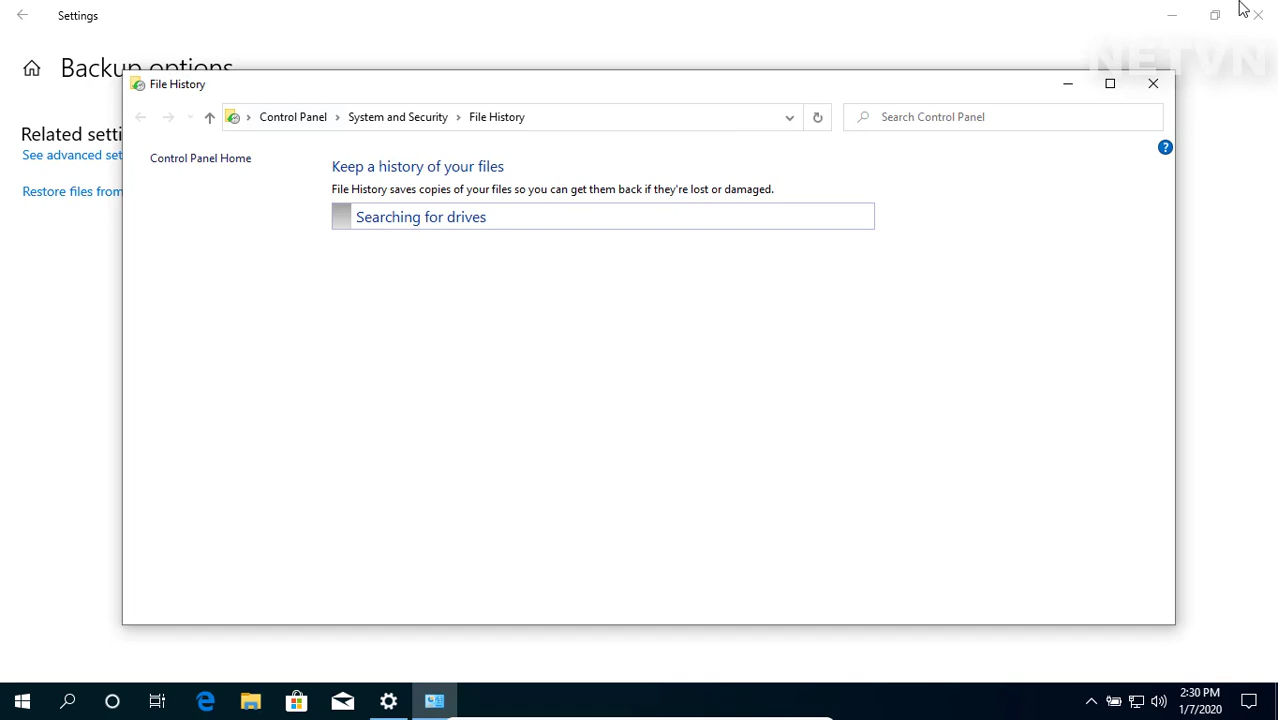 Settings
NETVN
Backup options
File History
Control Panel > System and Security > File History
Search Control Panel
Related setti
See advanced set
Restore files from
Control Panel Home
Keep a history of your files
File History saves copies of your files so you can get them back if they're lost or damaged.
Searching for drives
2:30 PM
1/7/2020